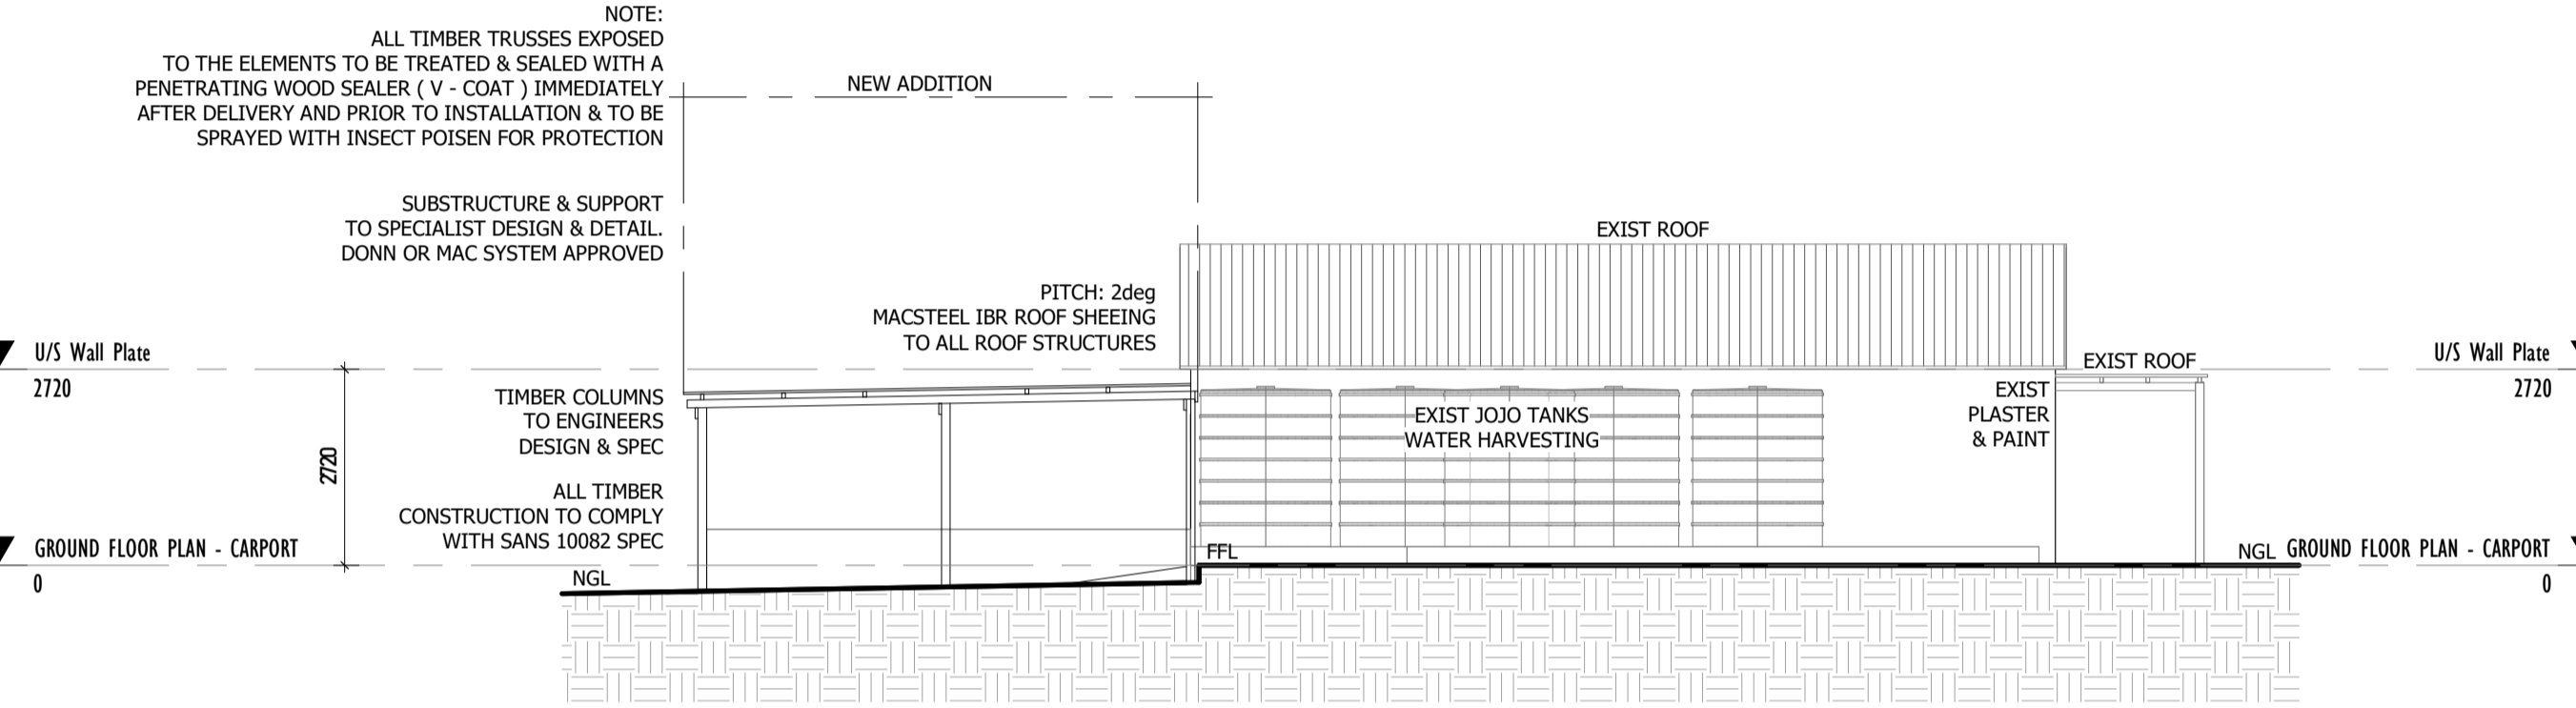 NOTE:
ALL TIMBER TRUSSES EXPOSED
TO THE ELEMENTS TO BE TREATED & SEALED WITH A
PENETRATING WOOD SEALER ( V - COAT ) IMMEDIATELY
AFTER DELIVERY AND PRIOR TO INSTALLATION & TO BE
SPRAYED WITH INSECT POISEN FOR PROTECTION
NEW ADDITION
SUBSTRUCTURE & SUPPORT
TO SPECIALIST DESIGN & DETAIL.
DONN OR MAC SYSTEM APPROVED
EXIST ROOF
PITCH: 2deg
MACSTEEL IBR ROOF SHEEING
TO ALL ROOF STRUCTURES
U/S Wall Plate
2720
EXIST ROOF
U/S Wall Plate
2720
TIMBER COLUMNS
TO ENGINEERS
DESIGN & SPEC
EXIST JOJO TANKS
WATER HARVESTING
EXIST
PLASTER
& PAINT
2720
ALL TIMBER
CONSTRUCTION TO COMPLY
WITH SANS 10082 SPEC
GROUND FLOOR PLAN - CARPORT
0
NGL
FFL
NGL
GROUND FLOOR PLAN - CARPORT
0